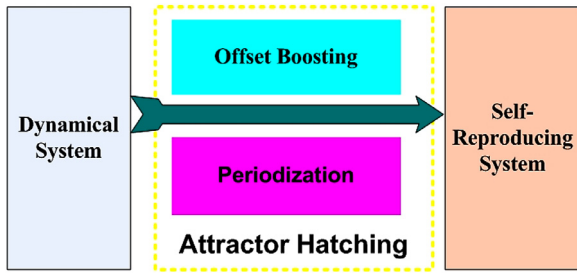 Dynamical
System
Offset Boosting
Periodization
Attractor Hatching
Self-
Reproducing
System